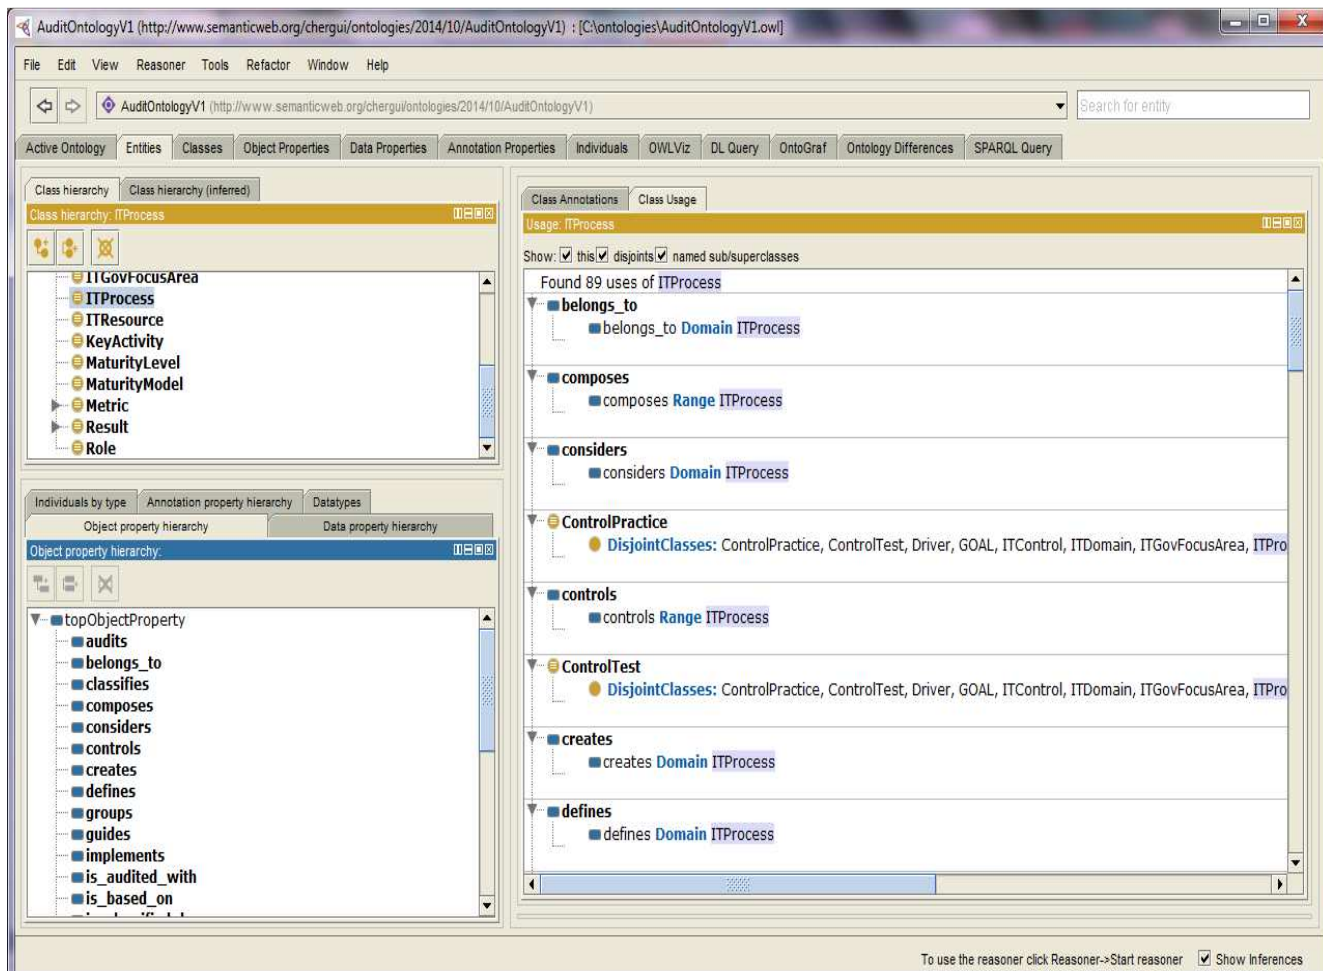 AuditOntologyV1 (http://www.semanticweb.org/chergui/ontologies/2014/10/AuditOntologyV1) : [C:\ontologies\AuditOntologyV1.owl]
File Edit View Reasoner Tools Refactor Window Help
AuditOntologyV1 (http://www.semanticweb.org/chergui/ontologies/2014/10/AuditOntologyV1)
Search for entity
Active Ontology Entities Classes Object Properties Data Properties Annotation Properties Individuals OWLViz DL Query OntoGraf Ontology Differences SPARQL Query
Class hierarchy Class hierarchy (inferred)
Class hierarchy: ITProcess
ITGovFocusArea
ITProcess
ITResource
KeyActivity
MaturityLevel
MaturityModel
Metric
Result
Role
Individuals by type Annotation property hierarchy Datatypes
Object property hierarchy Data property hierarchy
Object property hierarchy:
topObjectProperty
audits
belongs_to
classifies
composes
considers
controls
creates
defines
groups
guides
implements
is_audited_with
is_based_on
Class Annotations Class Usage
Usage: ITProcess
Show: this disjoints named sub/superclasses
Found 89 uses of ITProcess
belongs_to
belongs_to Domain ITProcess
composes
composes Range ITProcess
considers
considers Domain ITProcess
ControlPractice
DisjointClasses: ControlPractice, ControlTest, Driver, GOAL, ITControl, ITDomain, ITGovFocusArea, ITPro
controls
controls Range ITProcess
ControlTest
DisjointClasses: ControlPractice, ControlTest, Driver, GOAL, ITControl, ITDomain, ITGovFocusArea, ITPro
creates
creates Domain ITProcess
defines
defines Domain ITProcess
To use the reasoner click Reasoner->Start reasoner Show Inferences